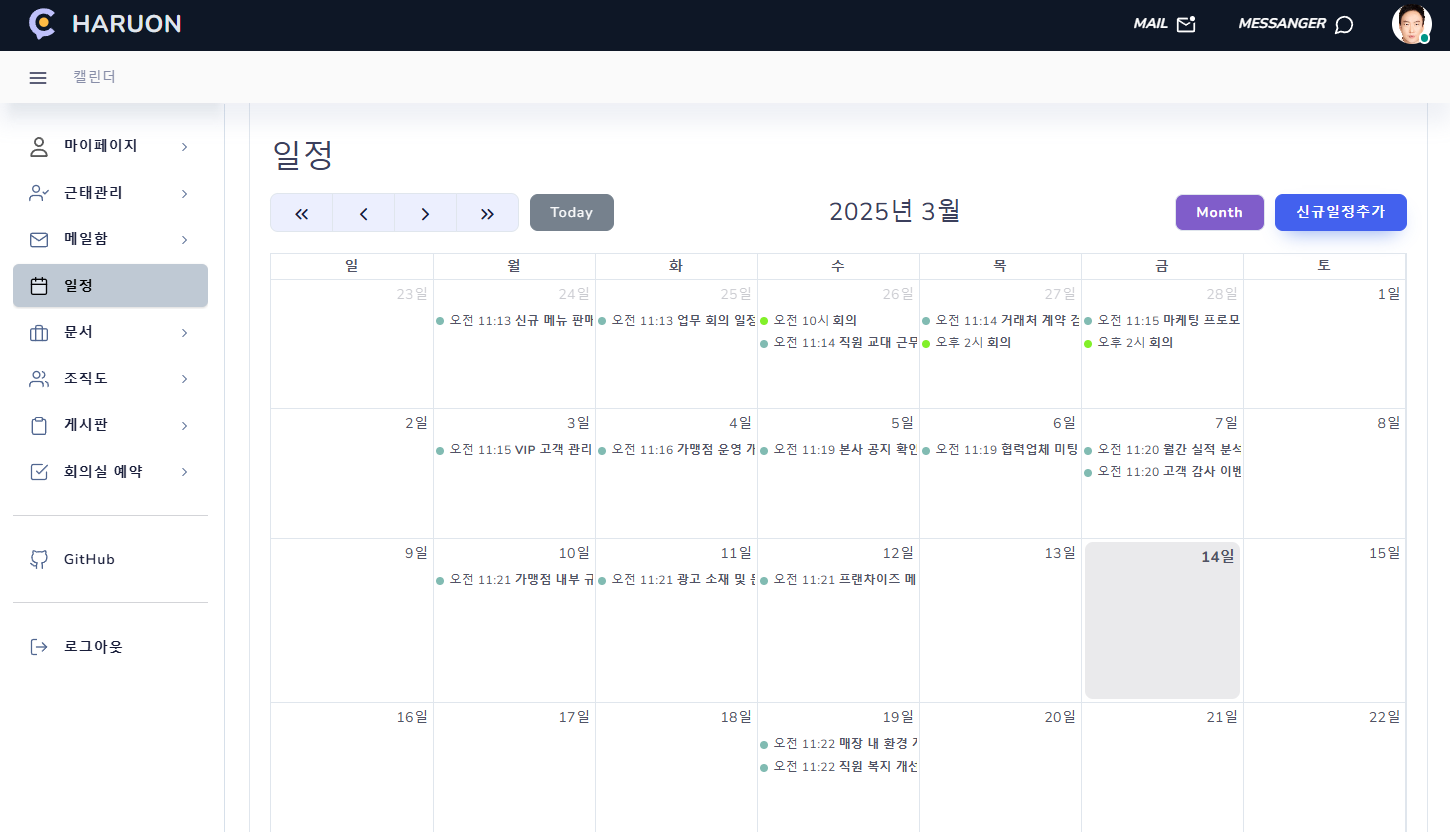 HARUON
MAIL
MESSANGER
캘린더
마이페이지
근태관리
메일함
일정
문서
조직도
게시판
회의실 예약
GitHub
로그아웃
일정
Today
2025년 3월
Month
신규일정추가
일 월 화 수 목 금 토
23일 24일 25일 26일 27일 28일 1일
오전 11:13 신규 메뉴 판매
오전 11:13 업무 회의 일정
오전 10시 회의
오전 11:14 직원 교대 근무
오전 11:14 거래처 계약 검
오후 2시 회의
오전 11:15 마케팅 프로모
오후 2시 회의
2일 3일 4일 5일 6일 7일 8일
오전 11:15 VIP 고객 관리
오전 11:16 가맹점 운영
오전 11:19 본사 공지 확인
오전 11:19 협력업체 미팅
오전 11:20 월간 실적 분석
오전 11:20 고객 감사 이벤
9일 10일 11일 12일 13일 14일 15일
오전 11:21 가맹점 내부 규
오전 11:21 광고 소재 및
오전 11:21 프랜차이즈 메
16일 17일 18일 19일 20일 21일 22일
오전 11:22 매장 내 환경
오전 11:22 직원 복지 개선